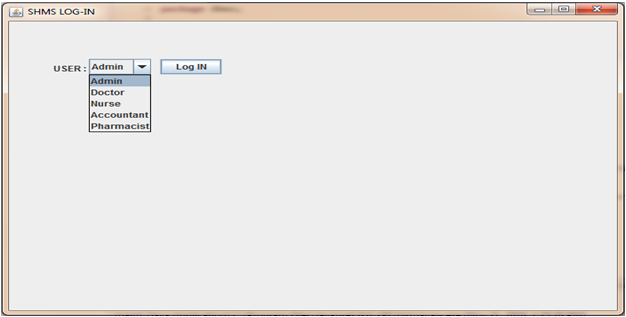 SHMS LOG-IN
USER : Admin Log IN
Admin
Doctor
Nurse
Accountant
Pharmacist